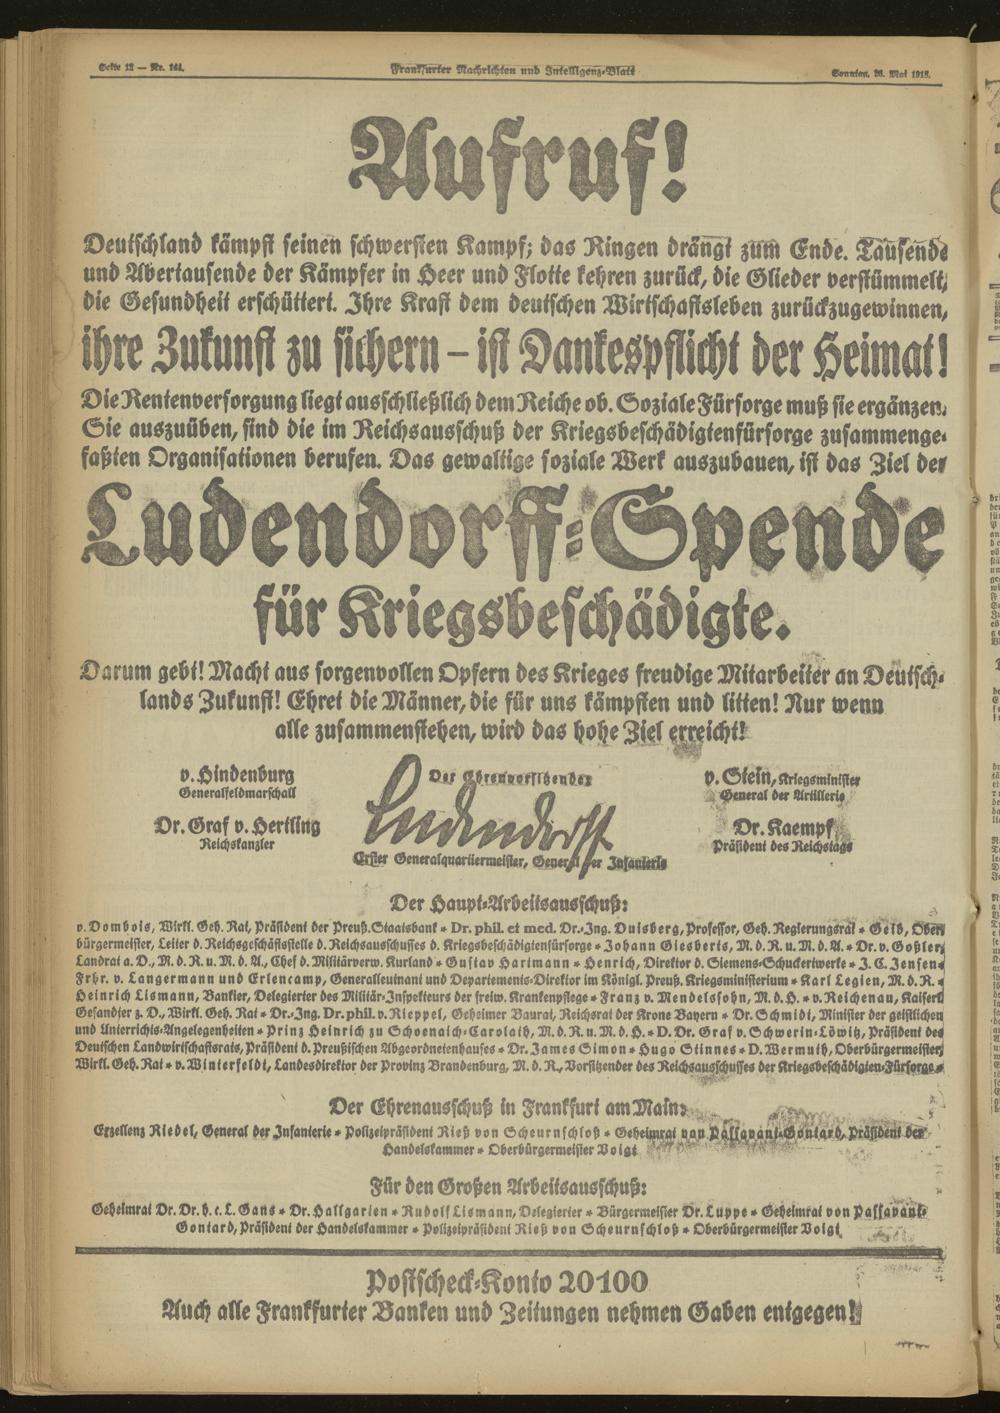 Seite 12 — Nr. 144.
Frankfurter Nachrichten und Intelligenz-Blatt
Sonntag, 26. Mai 1918.
Aufruf!
Deutschland kämpft seinen schwersten Kampf; das Ringen drängt zum Ende. Tausende
und Abertausende der Kämpfer in Heer und Flotte kehren zurück, die Glieder verstümmelt,
die Gesundheit erschüttert. Ihre Kraft dem deutschen Wirtschaftsleben zurückzugewinnen,
ihre Zukunft zu sichern – ist Dankespflicht der Heimat!
Die Rentenversorgung liegt ausschließlich dem Reiche ob. Soziale Fürsorge muß sie ergänzen.
Sie auszuüben, sind die im Reichsausschuß der Kriegsbeschädigtenfürsorge zusammenge-
faßten Organisationen berufen. Das gewaltige soziale Werk auszubauen, ist das Ziel der
Ludendorff-Spende
für Kriegsbeschädigte.
Darum gebt! Macht aus sorgenvollen Opfern des Krieges freudige Mitarbeiter an Deutsch-
lands Zukunft! Ehret die Männer, die für uns kämpften und litten! Nur wenn
alle zusammenstehen, wird das hohe Ziel erreicht!
v. Hindenburg
Generalfeldmarschall
Dr. Graf v. Hertling
Reichskanzler
Der Ehrenvorsitzende:
Ludendorff
Erster Generalquartiermeister, General der Infanterie
v. Stein, Kriegsminister
General der Artillerie
Dr. Kaempf
Präsident des Reichstags
Der Haupt-Arbeitsausschuß:
v. Dombois, Wirkl. Geh. Rat, Präsident der Preuß. Staatsbank * Dr. phil. et med. Dr.-Ing. Duisberg, Professor, Geh. Regierungsrat * Geib, Ober-
bürgermeister, Leiter d. Reichsgeschäftsstelle d. Reichsausschusses d. Kriegsbeschädigtenfürsorge * Johann Giesberts, M. d. R. u. M. d. A. * Dr. v. Goßler,
Landrat a. D., M. d. R. u. M. d. A., Chef d. Militärverw. Kurland * Gustav Hartmann * Henrich, Direktor d. Siemens-Schuckertwerke * J. C. Jensen *
Frhr. v. Langermann und Erlencamp, Generalleutnant und Departements-Direktor im Königl. Preuß. Kriegsministerium * Karl Legien, M. d. R. *
Heinrich Lismann, Bankier, Delegierter des Militär-Inspekteurs der freiw. Krankenpflege * Franz v. Mendelssohn, M. d. H. * v. Reichenau, Kaiserl.
Gesandter z. D., Wirkl. Geh. Rat * Dr.-Ing. Dr. phil. v. Rieppel, Geheimer Baurat, Reichsrat der Krone Bayern * Dr. Schmidt, Minister der geistlichen
und Unterrichts-Angelegenheiten * Prinz Heinrich zu Schoenaich-Carolath, M. d. R. u. M. d. H. * D. Dr. Graf v. Schwerin-Löwitz, Präsident des
Deutschen Landwirtschaftsrats, Präsident d. Preußischen Abgeordnetenhauses * Dr. James Simon * Hugo Stinnes * D. Wermuth, Oberbürgermeister,
Wirkl. Geh. Rat * v. Winterfeldt, Landesdirektor der Provinz Brandenburg, M. d. R., Vorsitzender des Reichsausschusses der Kriegsbeschädigten-Fürsorge *
Der Ehrenausschuß in Frankfurt am Main:
Exzellenz Riedel, General der Infanterie * Polizeipräsident Rieß von Scheurnschloß * Geheimrat von Passavant-Gontard, Präsident der
Handelskammer * Oberbürgermeister Voigt
Für den Großen Arbeitsausschuß:
Geheimrat Dr. Dr. h. c. L. Gans * Dr. Hallgarten * Rudolf Lismann, Delegierter * Bürgermeister Dr. Luppe * Geheimrat von Passavant-
Gontard, Präsident der Handelskammer * Polizeipräsident Rieß von Scheurnschloß * Oberbürgermeister Voigt
Postscheck-Konto 20100
Auch alle Frankfurter Banken und Zeitungen nehmen Gaben entgegen!